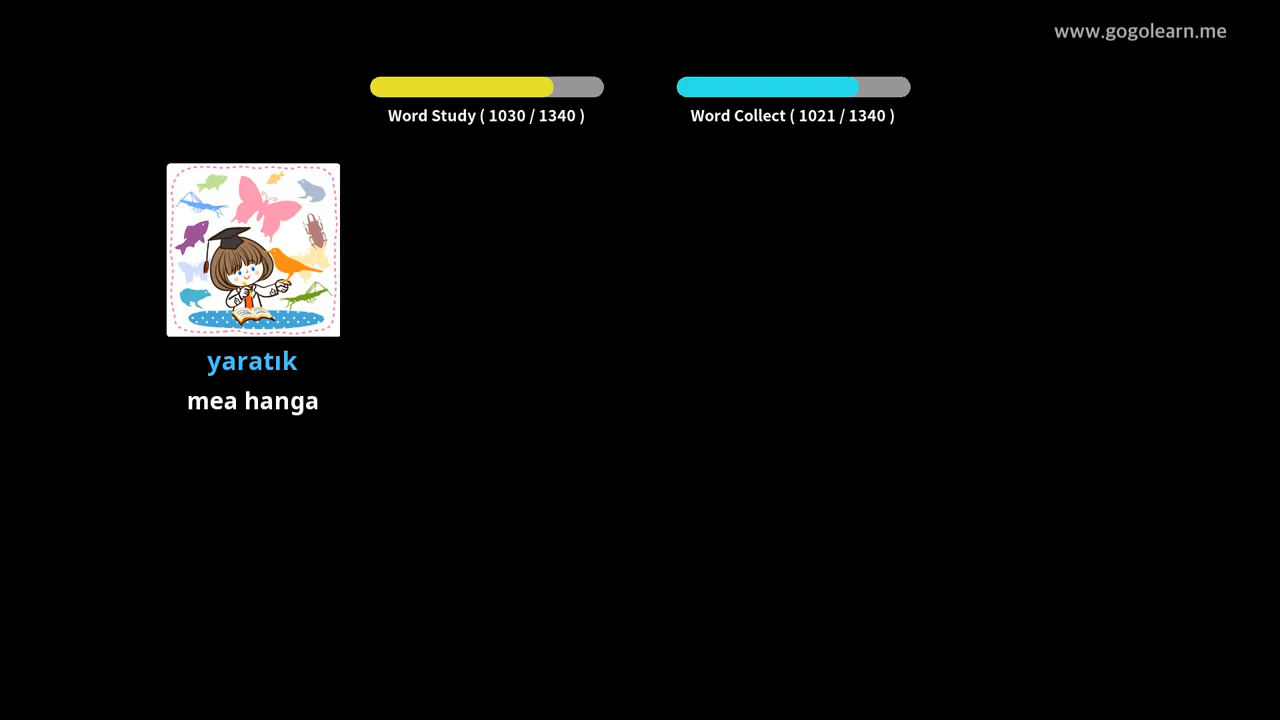 www.gogolearn.me
Word Study ( 1030 / 1340 )
Word Collect ( 1021 / 1340 )
yaratık
mea hanga